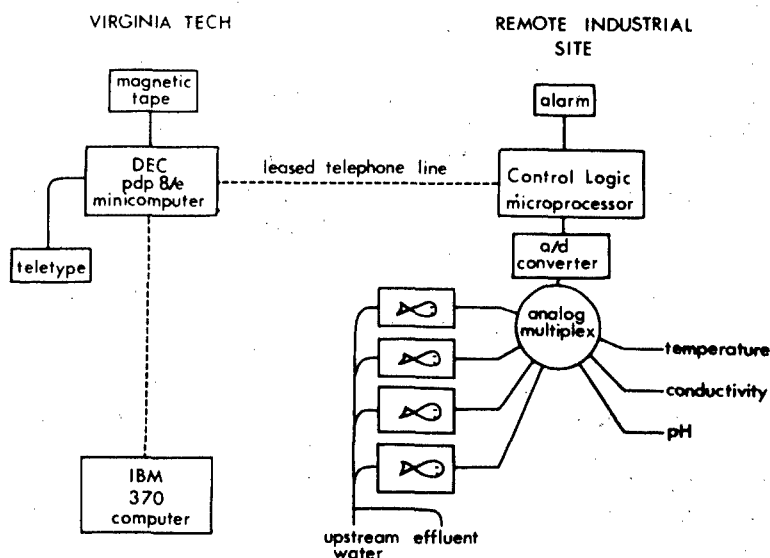 VIRGINIA TECH
magnetic
tape
DEC
pdp 8/e
minicomputer
teletype
IBM
370
computer
leased telephone line
REMOTE INDUSTRIAL
SITE
alarm
Control Logic
microprocessor
a/d
converter
analog
multiplex
temperature
conductivity
pH
upstream effluent
water